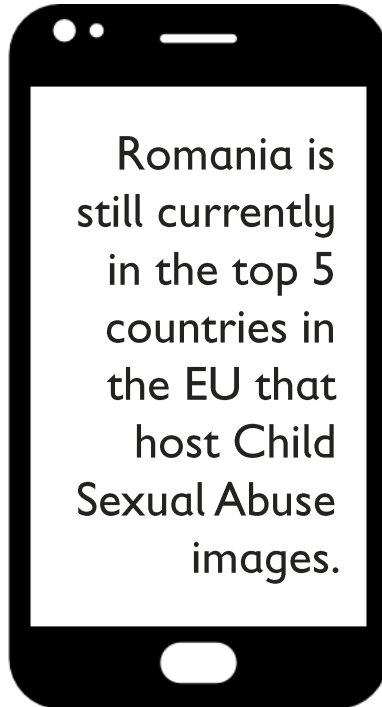 Romania is
still currently
in the top 5
countries in
the EU that
host Child
Sexual Abuse
images.